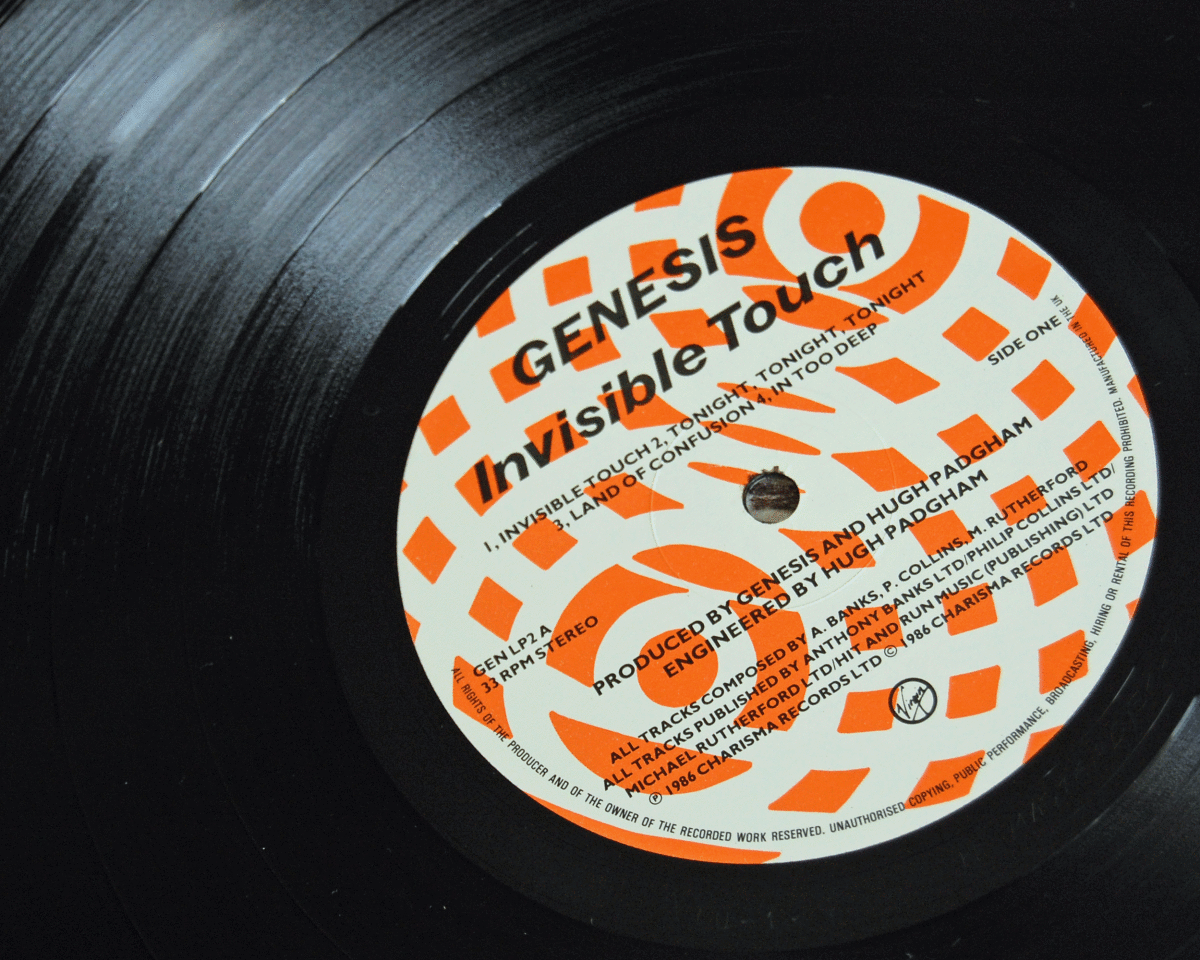 GENESIS
Invisible Touch
1, INVISIBLE TOUCH 2, TONIGHT, TONIGHT, TONIGHT
3, LAND OF CONFUSION 4, IN TOO DEEP
SIDE ONE
GEN LP2 A
33 RPM STEREO
PRODUCED BY GENESIS AND HUGH PADGHAM
ENGINEERED BY HUGH PADGHAM
ALL TRACKS COMPOSED BY A. BANKS, P. COLLINS, M. RUTHERFORD
ALL TRACKS PUBLISHED BY ANTHONY BANKS LTD/PHILIP COLLINS LTD/
MICHAEL RUTHERFORD LTD/HIT AND RUN MUSIC (PUBLISHING) LTD
℗ 1986 CHARISMA RECORDS LTD © 1986 CHARISMA RECORDS LTD
Virgin
ALL RIGHTS OF THE PRODUCER AND OF THE OWNER OF THE RECORDED WORK RESERVED. UNAUTHORISED COPYING, PUBLIC PERFORMANCE, BROADCASTING, HIRING OR RENTAL OF THIS RECORDING PROHIBITED. MANUFACTURED IN THE UK